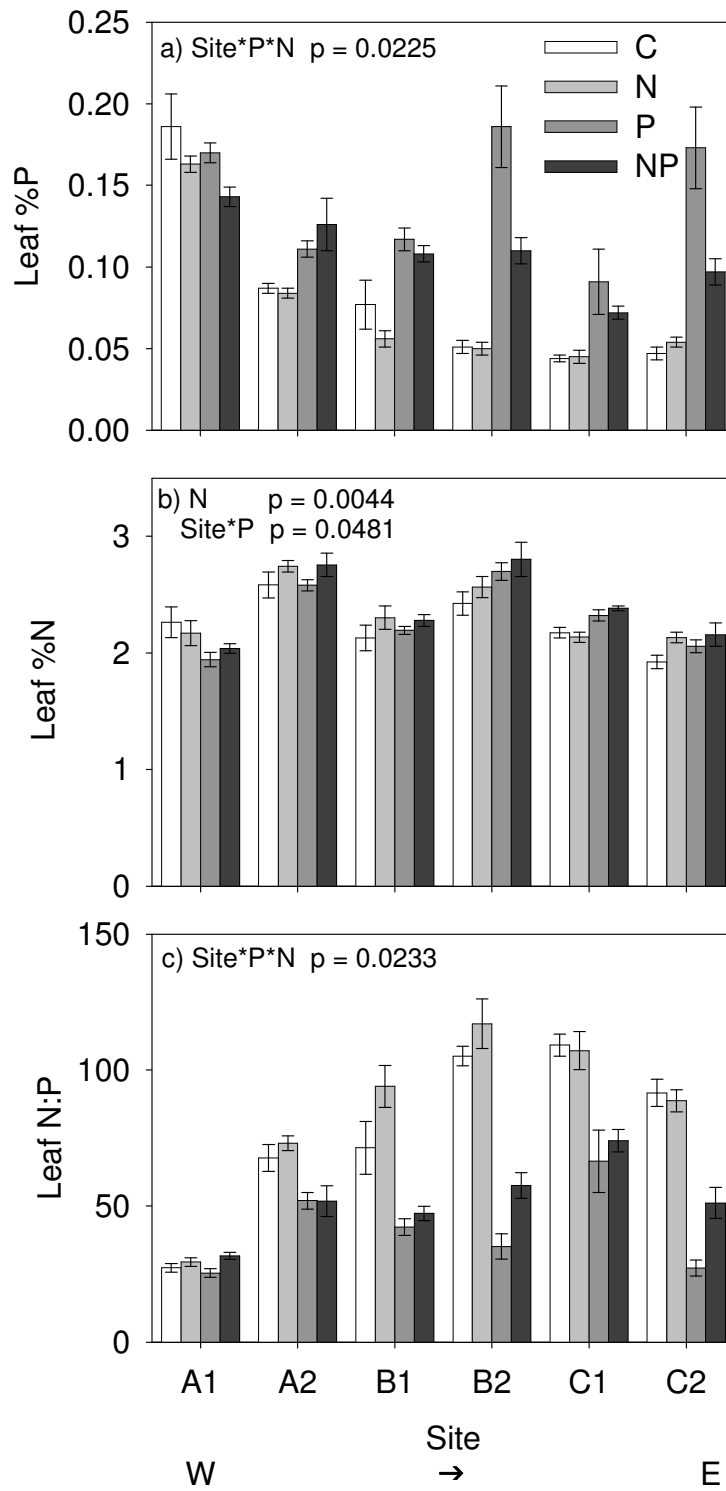 0.25
a) Site*P*N p = 0.0225
C
N
P
NP
0.20
0.15
0.10
0.05
0.00
Leaf %P
b) N p = 0.0044
Site*P p = 0.0481
3
2
1
0
Leaf %N
150
c) Site*P*N p = 0.0233
100
50
0
Leaf N:P
A1 A2 B1 B2 C1 C2
Site
W → E